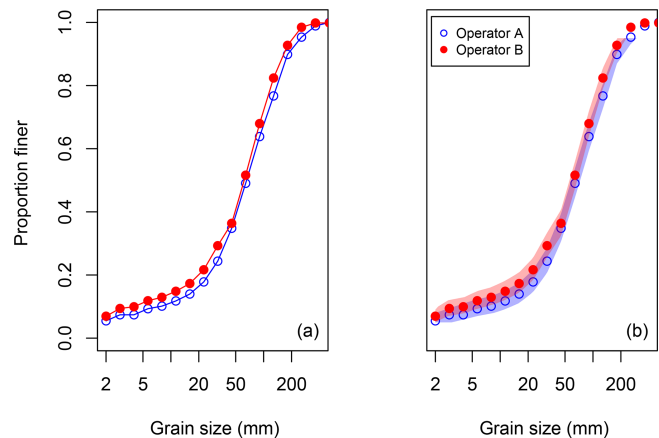 Operator A
Operator B
Proportion finer
1.0
0.8
0.6
0.4
0.2
0.0
(a)
(b)
2 5 20 50 200
2 5 20 50 200
Grain size (mm)
Grain size (mm)